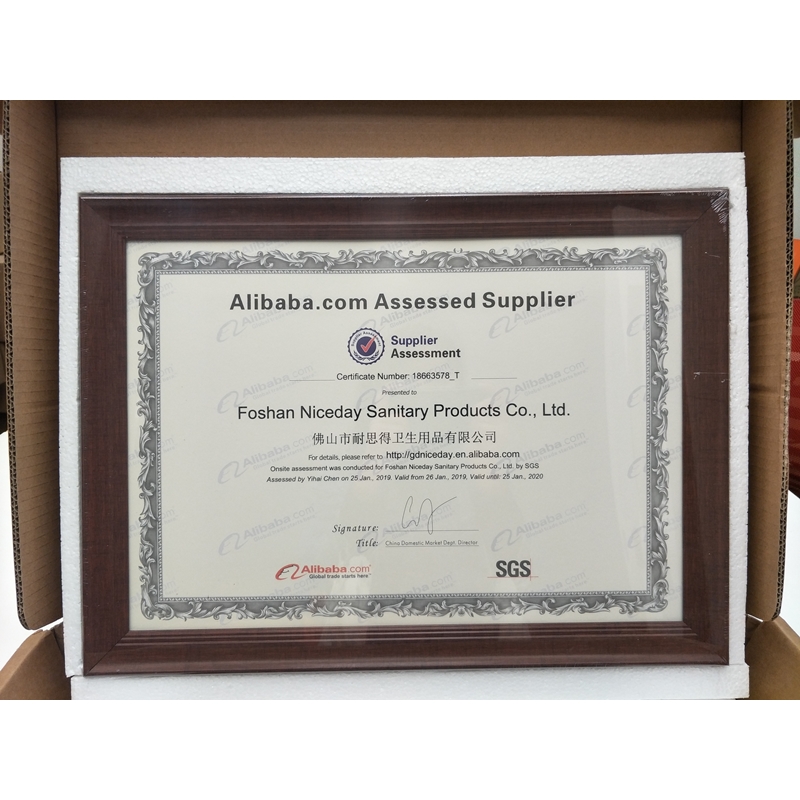 Alibaba.com Assessed Supplier
Supplier
Assessment
Certificate Number: 18663578_T
Presented to
Foshan Niceday Sanitary Products Co., Ltd.
佛山市耐思得卫生用品有限公司
For details, please refer to http://gdniceday.en.alibaba.com
Onsite assessment was conducted for Foshan Niceday Sanitary Products Co., Ltd. by SGS
Assessed by Yihai Chen on 25 Jan., 2019, Valid from 26 Jan., 2019, Valid until: 25 Jan., 2020
Signature:
Title: China Domestic Market Dept. Director
Alibaba.com
Global trade starts here.™
SGS